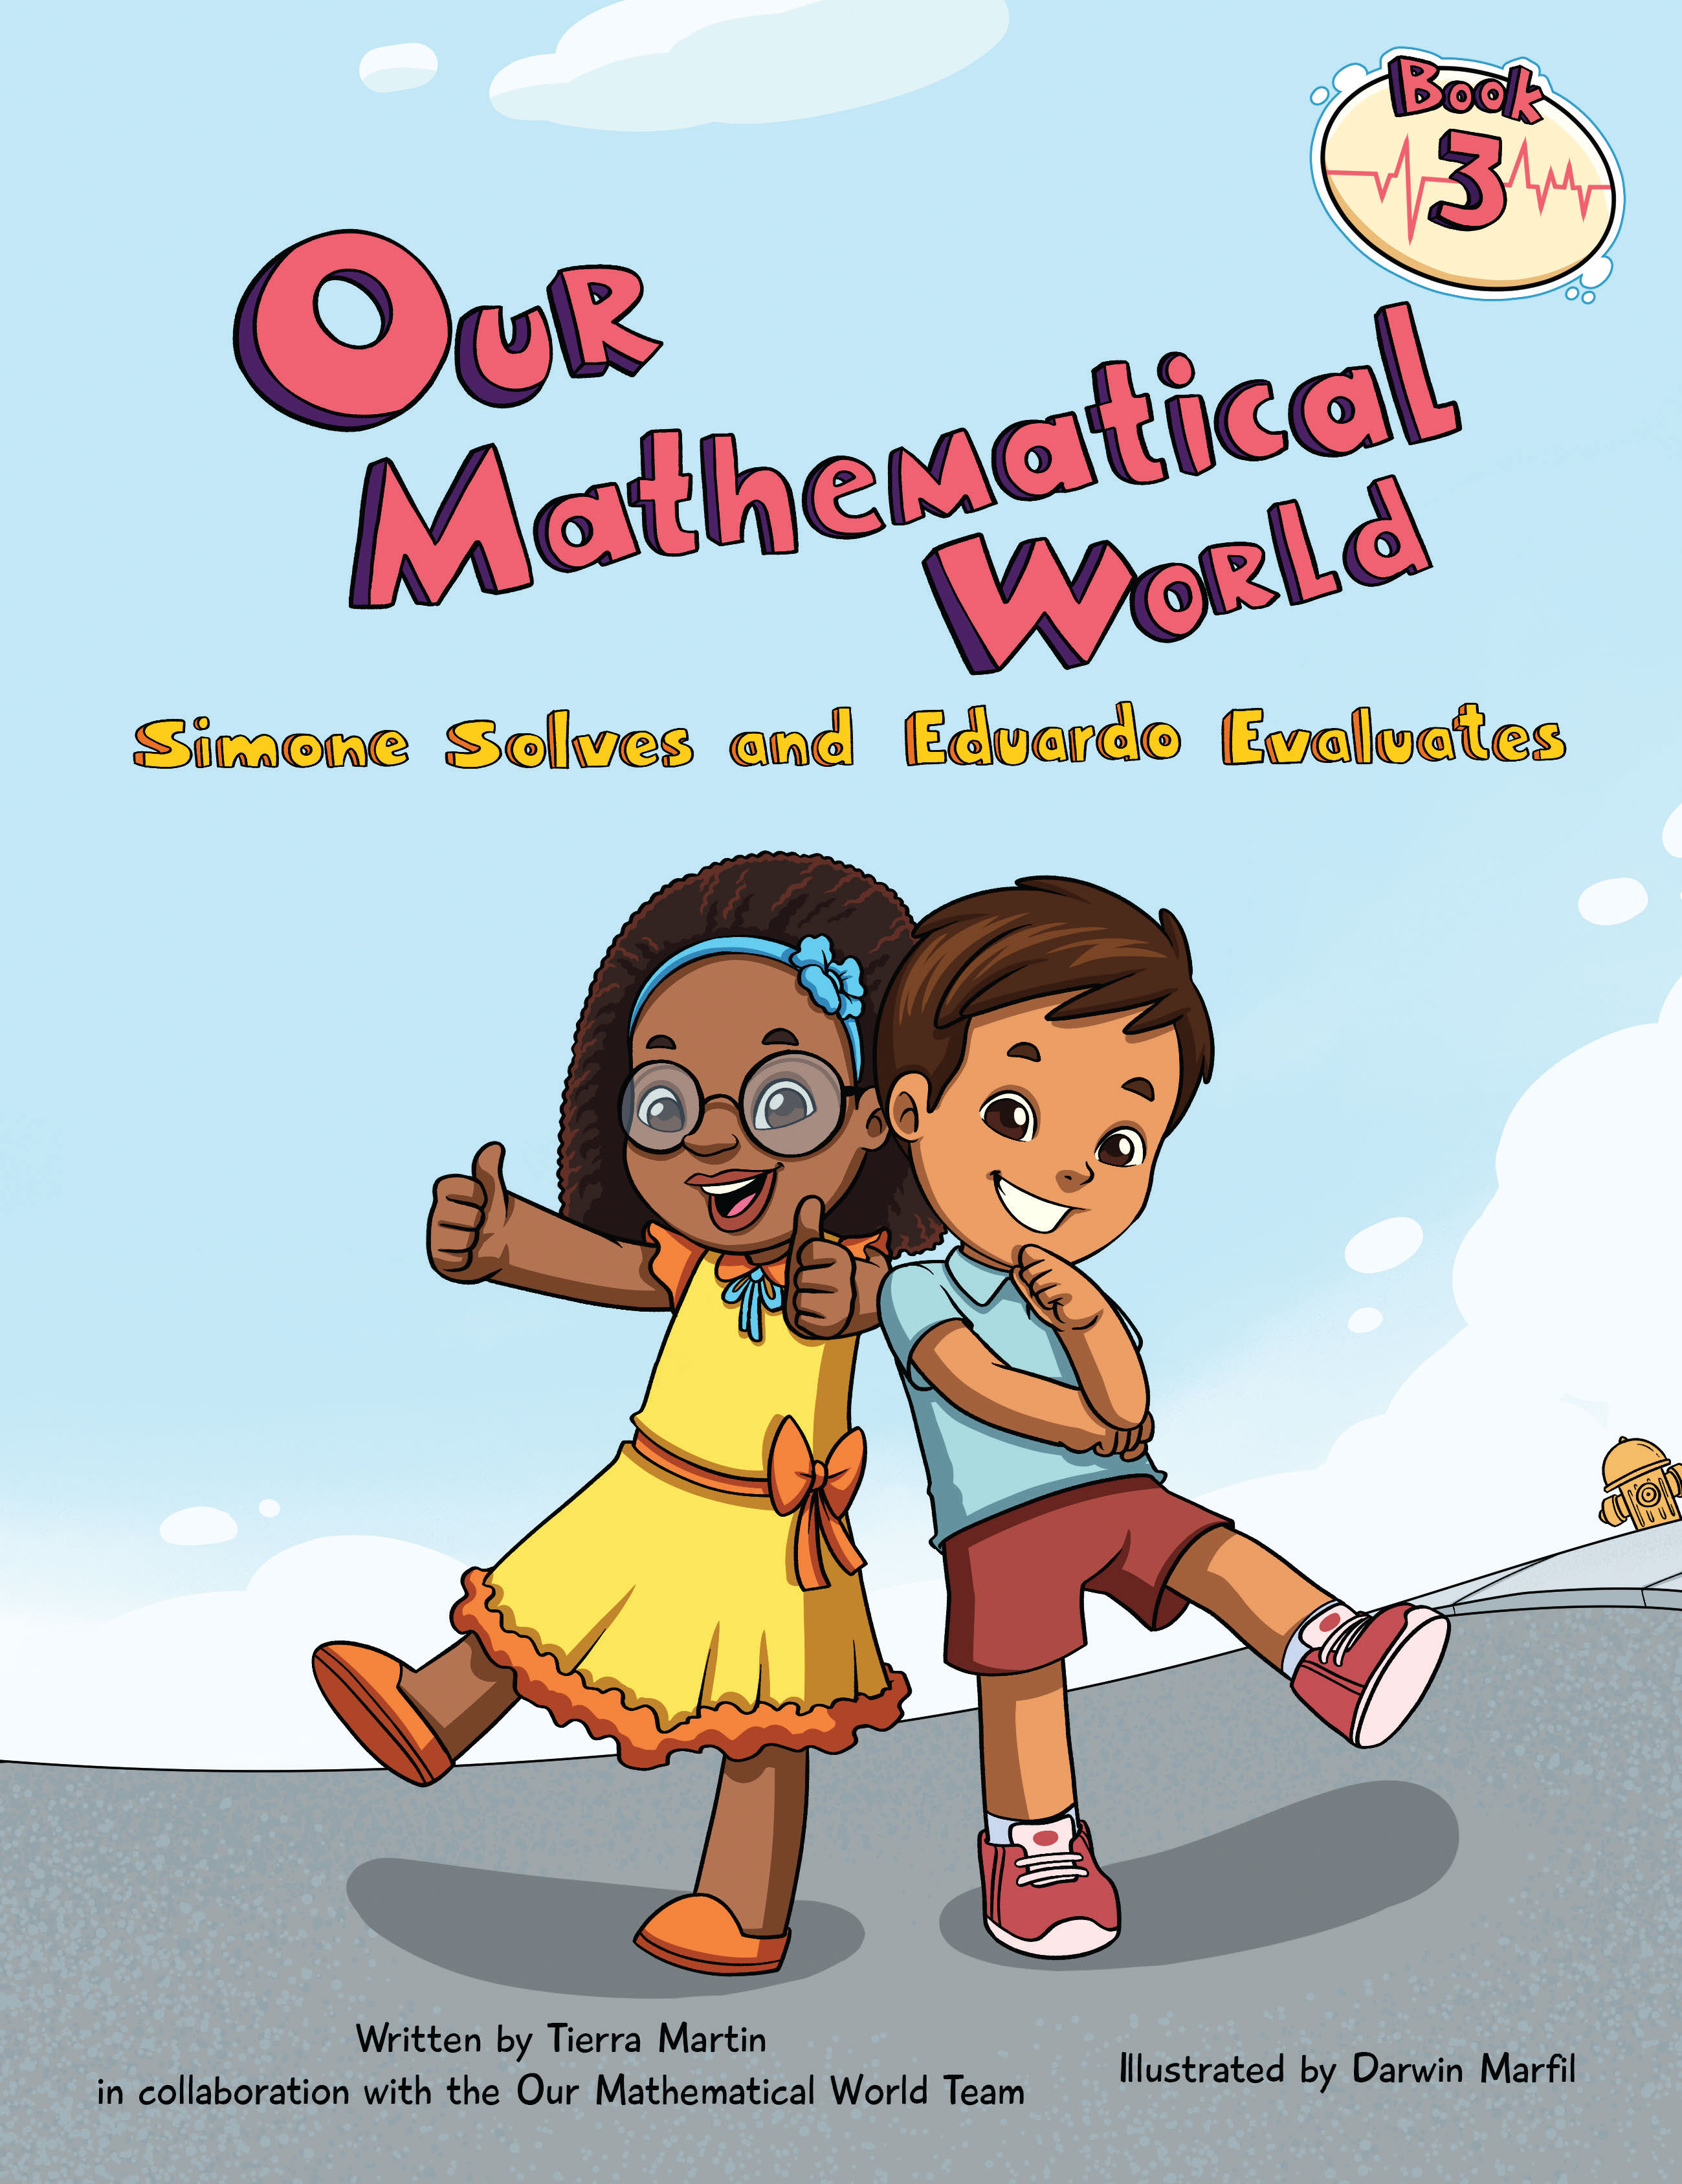 Book
3
Our
Mathematical
World
Simone Solves and Eduardo Evaluates
Written by Tierra Martin
in collaboration with the Our Mathematical World Team
Illustrated by Darwin Marfil